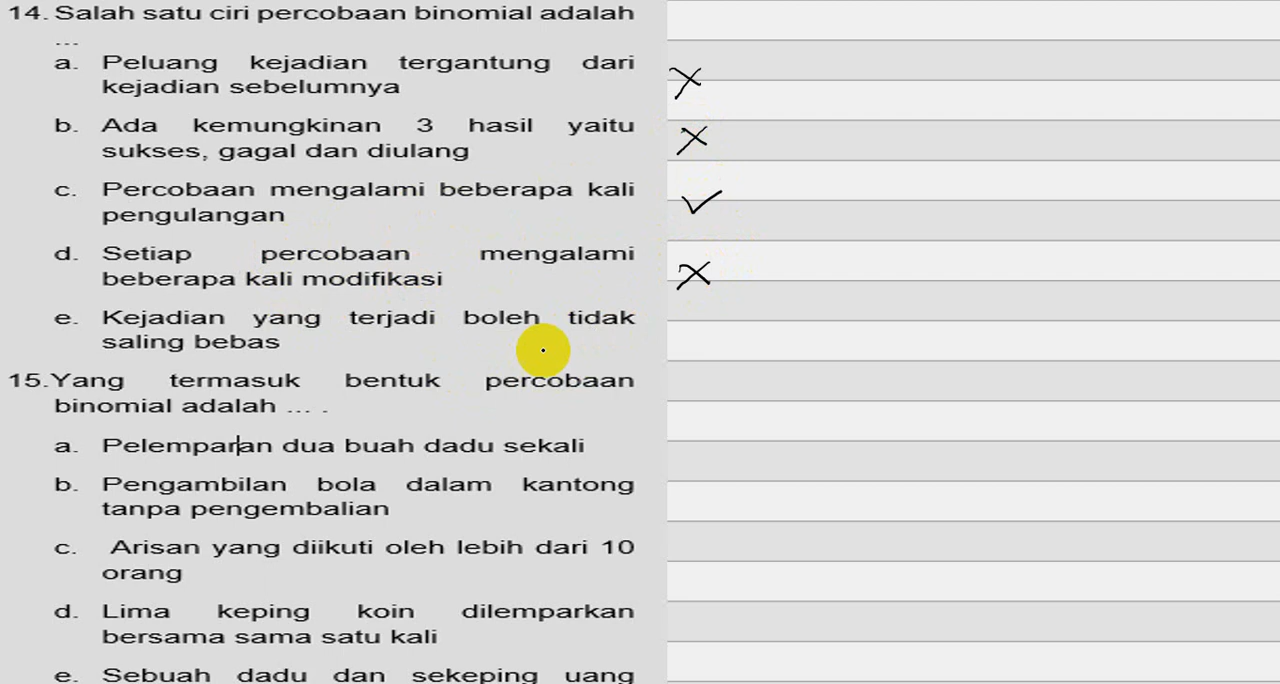 14. Salah satu ciri percobaan binomial adalah
...
a. Peluang kejadian tergantung dari
kejadian sebelumnya
b. Ada kemungkinan 3 hasil yaitu
sukses, gagal dan diulang
c. Percobaan mengalami beberapa kali
pengulangan
d. Setiap percobaan mengalami
beberapa kali modifikasi
e. Kejadian yang terjadi boleh tidak
saling bebas
15.Yang termasuk bentuk percobaan
binomial adalah ... .
a. Pelemparan dua buah dadu sekali
b. Pengambilan bola dalam kantong
tanpa pengembalian
c. Arisan yang diikuti oleh lebih dari 10
orang
d. Lima keping koin dilemparkan
bersama sama satu kali
e. Sebuah dadu dan sekeping uang